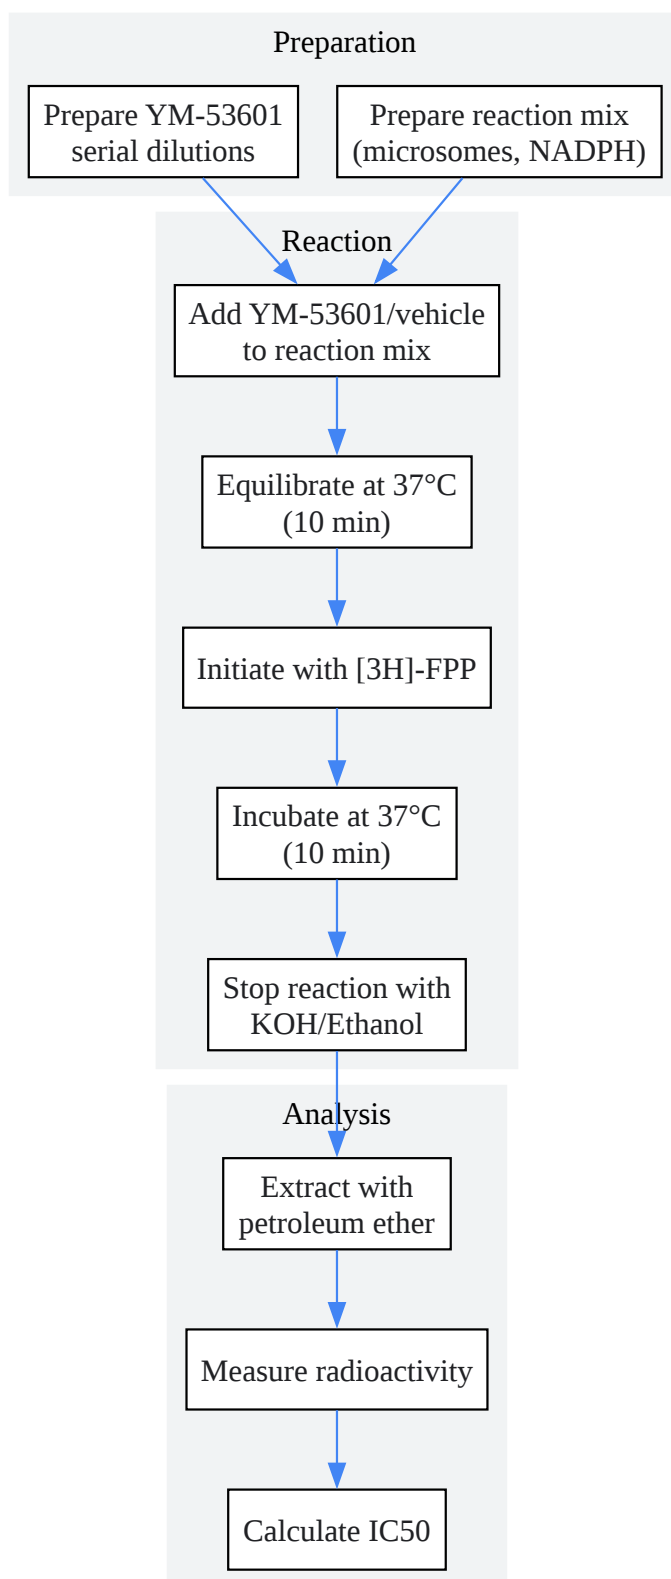 Preparation
Prepare YM-53601
serial dilutions
Prepare reaction mix
(microsomes, NADPH)
Reaction
Add YM-53601/vehicle
to reaction mix
Equilibrate at 37°C
(10 min)
Initiate with [3H]-FPP
Incubate at 37°C
(10 min)
Stop reaction with
KOH/Ethanol
Analysis
Extract with
petroleum ether
Measure radioactivity
Calculate IC50